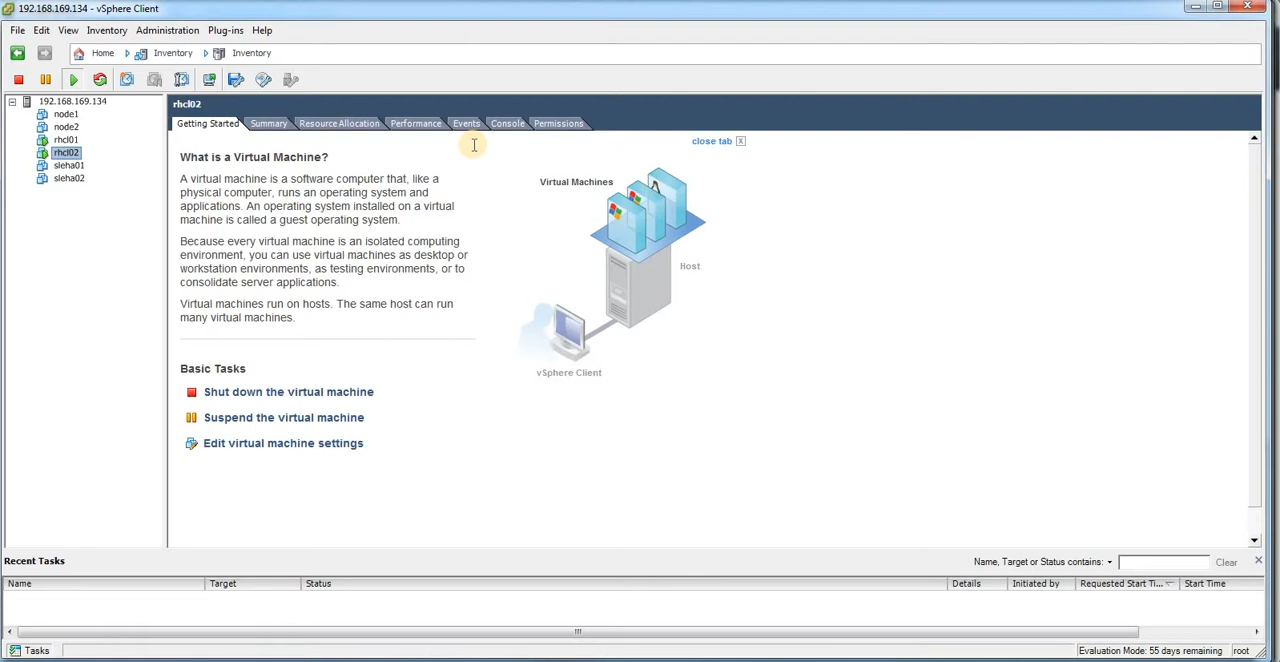 192.168.169.134 - vSphere Client
File Edit View Inventory Administration Plug-ins Help
Home Inventory Inventory
192.168.169.134
node1
node2
rhcl01
rhcl02
sleha01
sleha02
rhcl02
Getting Started Summary Resource Allocation Performance Events Console Permissions
close tab X
What is a Virtual Machine?
A virtual machine is a software computer that, like a
physical computer, runs an operating system and
applications. An operating system installed on a virtual
machine is called a guest operating system.
Because every virtual machine is an isolated computing
environment, you can use virtual machines as desktop or
workstation environments, as testing environments, or to
consolidate server applications.
Virtual machines run on hosts. The same host can run
many virtual machines.
Virtual Machines
Host
vSphere Client
Basic Tasks
Shut down the virtual machine
Suspend the virtual machine
Edit virtual machine settings
Recent Tasks
Name, Target or Status contains: Clear
Name Target Status Details Initiated by Requested Start Ti... Start Time
Tasks
Evaluation Mode: 55 days remaining root